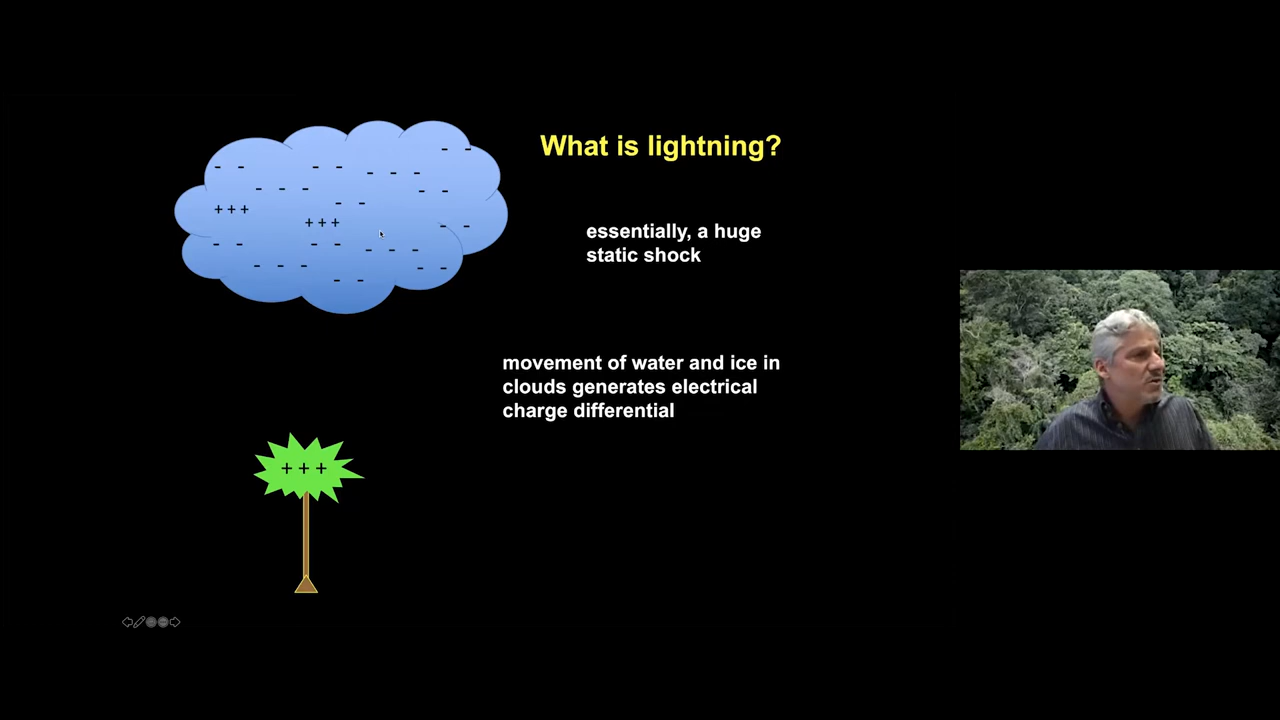 What is lightning?
essentially, a huge
static shock
movement of water and ice in
clouds generates electrical
charge differential
- - - - - - - - -
- - - - - - - -
+++ - -
+++ - -
- - - - - - -
- - - - -
- -
+ + +